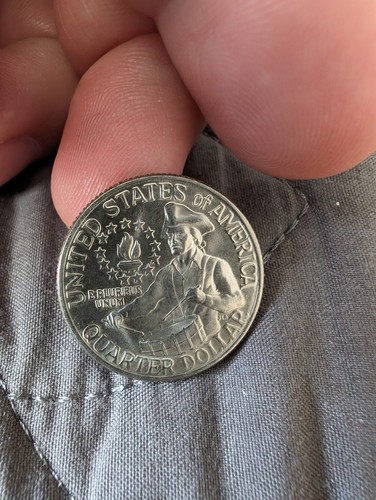 UNITED STATES of AMERICA
E PLURIBUS
UNUM
QUARTER DOLLAR